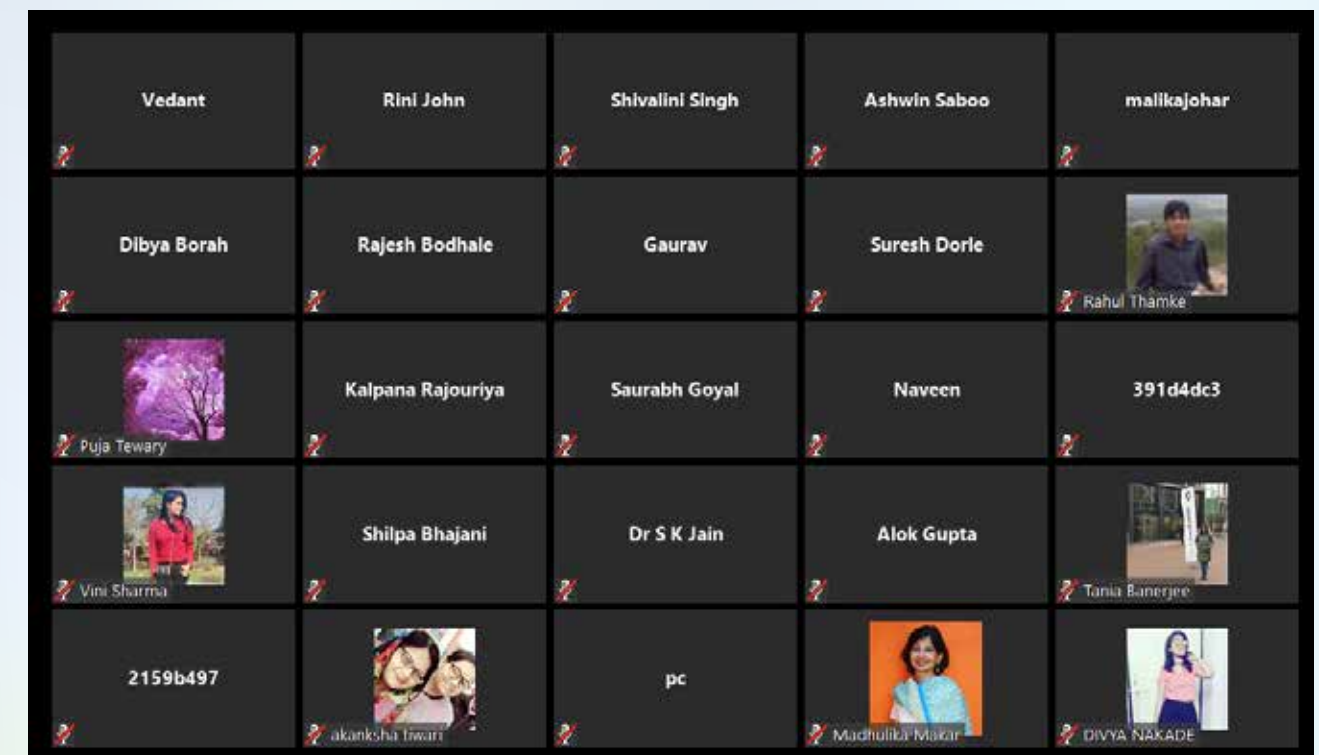 Vedant
Rini John
Shivalini Singh
Ashwin Saboo
malikajohar
Dibya Borah
Rajesh Bodhale
Gaurav
Suresh Dorle
Rahul Thamke
Puja Tewary
Kalpana Rajouriya
Saurabh Goyal
Naveen
391d4dc3
Vini Sharma
Shilpa Bhajani
Dr S K Jain
Alok Gupta
Tania Banerjee
2159b497
akanksha tiwari
pc
Madhulika Makar
DIVYA NAKADE